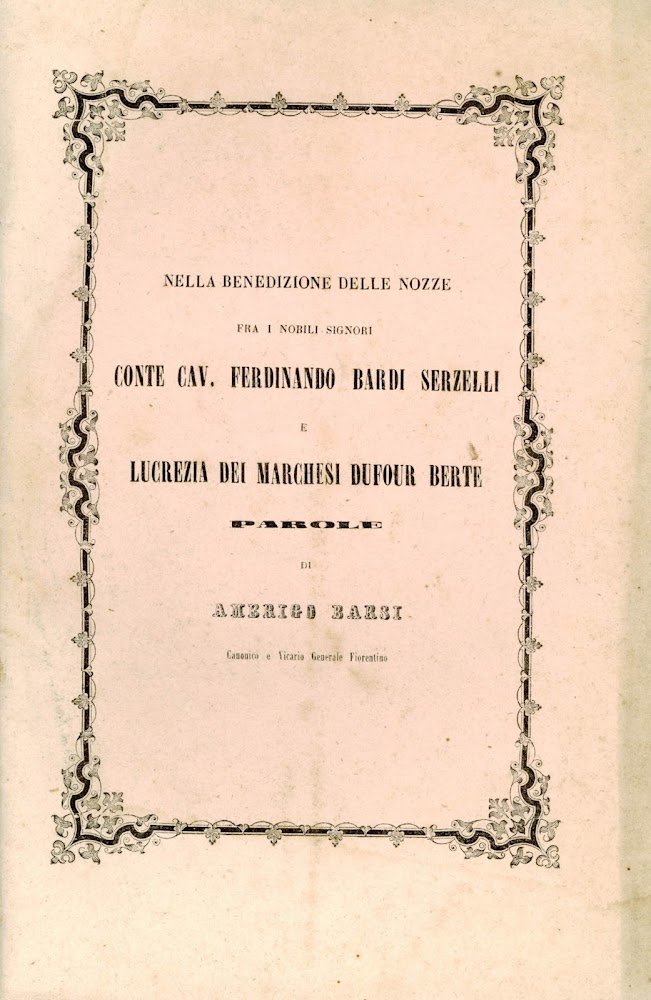 NELLA BENEDIZIONE DELLE NOZZE
FRA I NOBILI SIGNORI
CONTE CAV. FERDINANDO BARDI SERZELLI
E
LUCREZIA DEI MARCHESI DUFOUR BERTE
PAROLE
DI
AMERIGO BARSI
Canonico e Vicario Generale Fiorentino